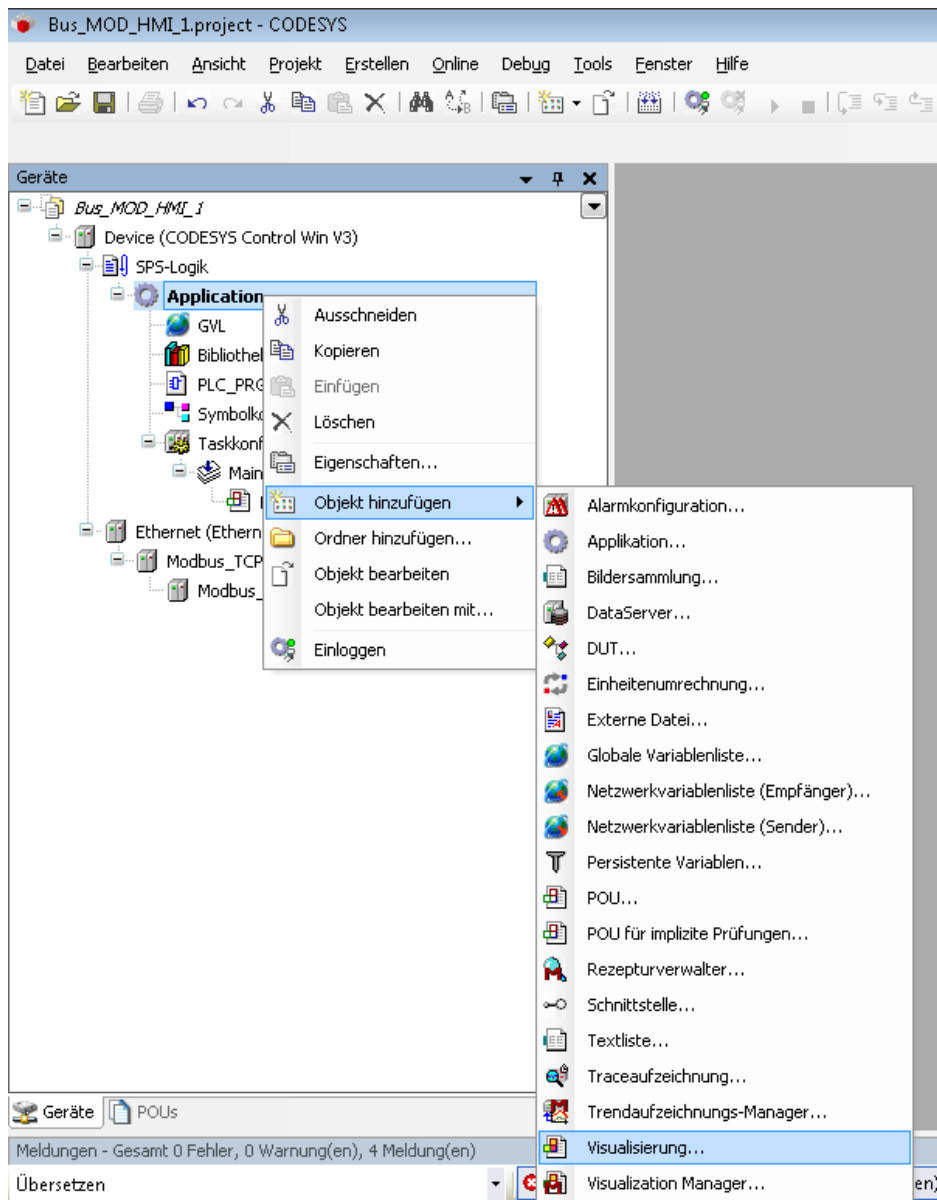 Bus_MOD_HMI_1.project - CODESYS
Datei Bearbeiten Ansicht Projekt Erstellen Online Debug Tools Fenster Hilfe
Geräte
Bus_MOD_HMI_1
Device (CODESYS Control Win V3)
SPS-Logik
Application
GVL
Bibliothel
PLC_PRG
Symbolko
Taskkonf
Main
Ethernet (Ethern
Modbus_TCP
Modbus_
Ausschneiden
Kopieren
Einfügen
Löschen
Eigenschaften...
Objekt hinzufügen
Ordner hinzufügen...
Objekt bearbeiten
Objekt bearbeiten mit...
Einloggen
Alarmkonfiguration...
Applikation...
Bildersammlung...
DataServer...
DUT...
Einheitenumrechnung...
Externe Datei...
Globale Variablenliste...
Netzwerkvariablenliste (Empfänger)...
Netzwerkvariablenliste (Sender)...
Persistente Variablen...
POU...
POU für implizite Prüfungen...
Rezepturverwalter...
Schnittstelle...
Textliste...
Traceaufzeichnung...
Trendaufzeichnungs-Manager...
Visualisierung...
Visualization Manager...
Geräte POUs
Meldungen - Gesamt 0 Fehler, 0 Warnung(en), 4 Meldung(en)
Übersetzen
en)